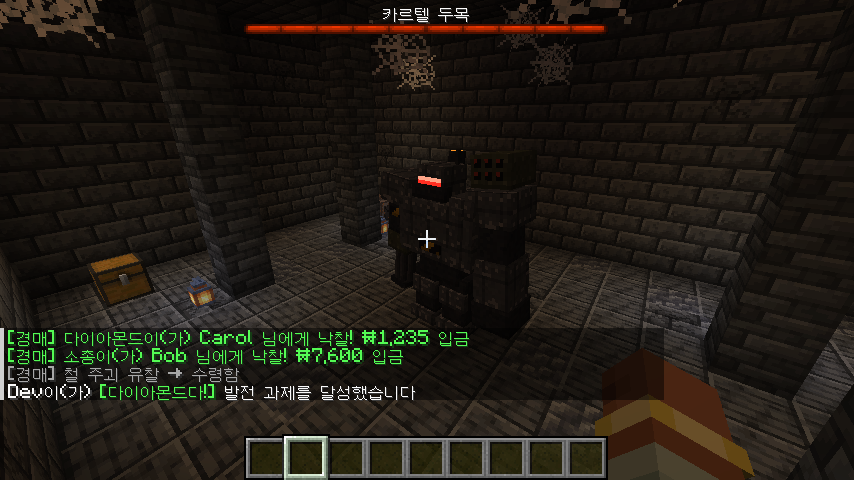 카르텔 두목
[경매] 다이아몬드이(가) Carol 님에게 낙찰! ₩1,235 입금
[경매] 소총이(가) Bob 님에게 낙찰! ₩7,600 입금
[경매] 철 주괴 유찰 → 수령함
Dev이(가) [다이아몬드다!] 발전 과제를 달성했습니다